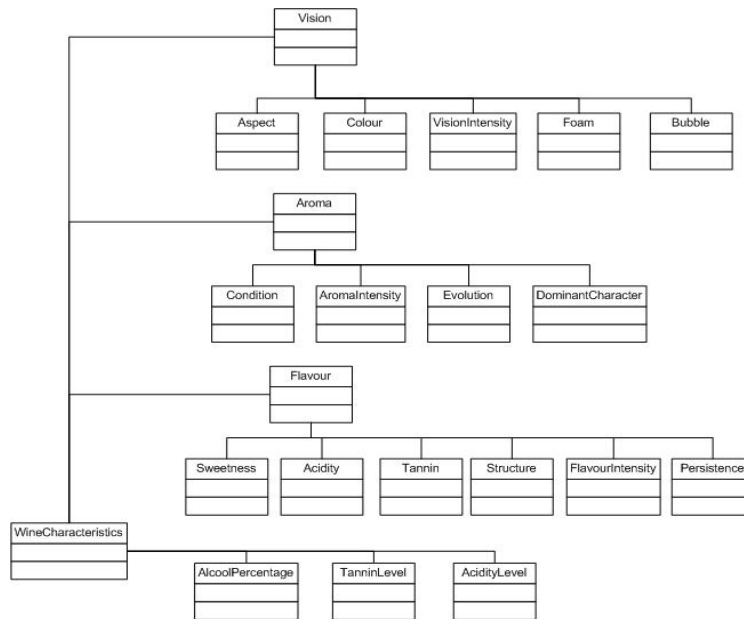 Vision
Aspect
Colour
VisionIntensity
Foam
Bubble
Aroma
Condition
AromaIntensity
Evolution
DominantCharacter
Flavour
Sweetness
Acidity
Tannin
Structure
FlavourIntensity
Persistence
WineCharacteristics
AlcoolPercentage
TanninLevel
AcidityLevel